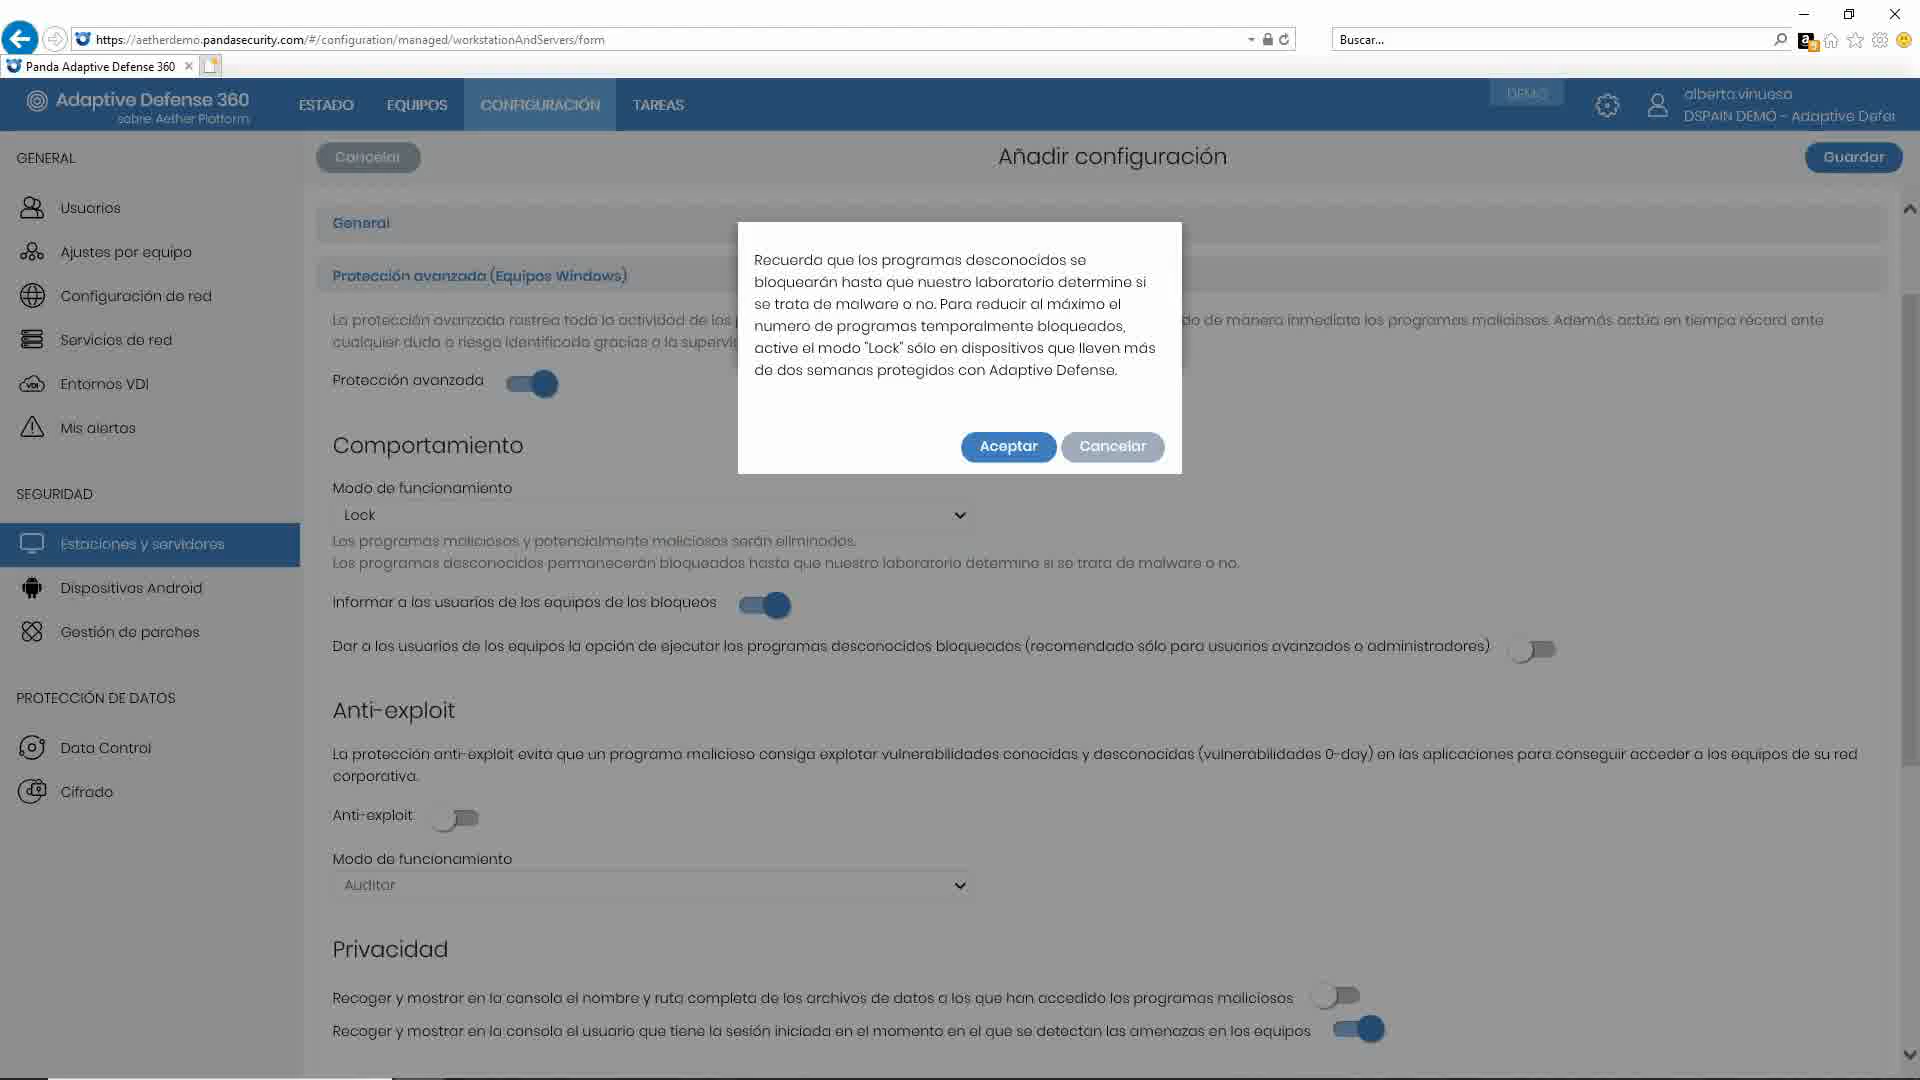 https://aetherdemo.pandasecurity.com/#/configuration/managed/workstationAndServers/form
Buscar...
Panda Adaptive Defense 360
Adaptive Defense 360
sobre Aether Platform
ESTADO
EQUIPOS
CONFIGURACIÓN
TAREAS
DEMO
alberto.vinuesa
DSPAIN DEMO - Adaptive Defer
GENERAL
Usuarios
Ajustes por equipo
Configuración de red
Servicios de red
Entornos VDI
Mis alertas
SEGURIDAD
Estaciones y servidores
Dispositivos Android
Gestión de parches
PROTECCIÓN DE DATOS
Data Control
Cifrado
Cancelar
Añadir configuración
Guardar
General
Protección avanzada (Equipos Windows)
La protección avanzada rastrea toda la actividad de los
do de manera inmediata los programas maliciosos. Además actúa en tiempo récord ante
cualquier duda o riesgo identificada gracias a la supervi
Protección avanzada
Recuerda que los programas desconocidos se
bloquearán hasta que nuestro laboratorio determine si
se trata de malware o no. Para reducir al máximo el
numero de programas temporalmente bloqueados,
active el modo "Lock" sólo en dispositivos que lleven más
de dos semanas protegidos con Adaptive Defense.
Aceptar
Cancelar
Comportamiento
Modo de funcionamiento
Lock
Los programas maliciosos y potencialmente maliciosos serán eliminados.
Los programas desconocidos permanecerán bloqueados hasta que nuestro laboratorio determine si se trata de malware o no.
Informar a los usuarios de los equipos de los bloqueos
Dar a los usuarios de los equipos la opción de ejecutar los programas desconocidos bloqueados (recomendado sólo para usuarios avanzados o administradores)
Anti-exploit
La protección anti-exploit evita que un programa malicioso consiga explotar vulnerabilidades conocidas y desconocidas (vulnerabilidades 0-day) en las aplicaciones para conseguir acceder a los equipos de su red
corporativa.
Anti-exploit
Modo de funcionamiento
Auditar
Privacidad
Recoger y mostrar en la consola el nombre y ruta completa de los archivos de datos a los que han accedido los programas maliciosos
Recoger y mostrar en la consola el usuario que tiene la sesión iniciada en el momento en el que se detectan las amenazas en los equipos